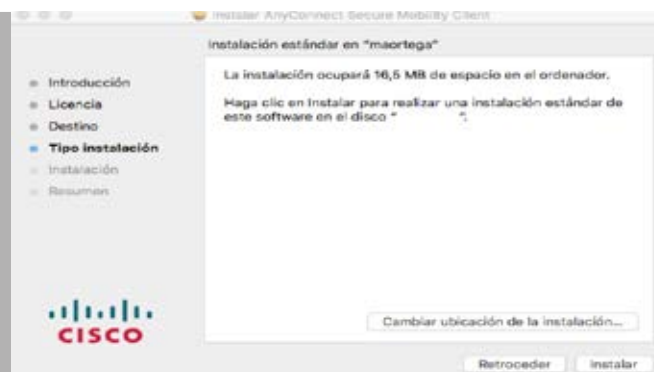 Instalar AnyConnect Secure Mobility Client
Instalación estándar en "maortega"
Introducción
Licencia
Destino
Tipo instalación
Instalación
Resumen
La instalación ocupará 16,5 MB de espacio en el ordenador.
Haga clic en Instalar para realizar una instalación estándar de
este software en el disco " ".
Cambiar ubicación de la instalación...
CISCO
Retroceder
Instalar